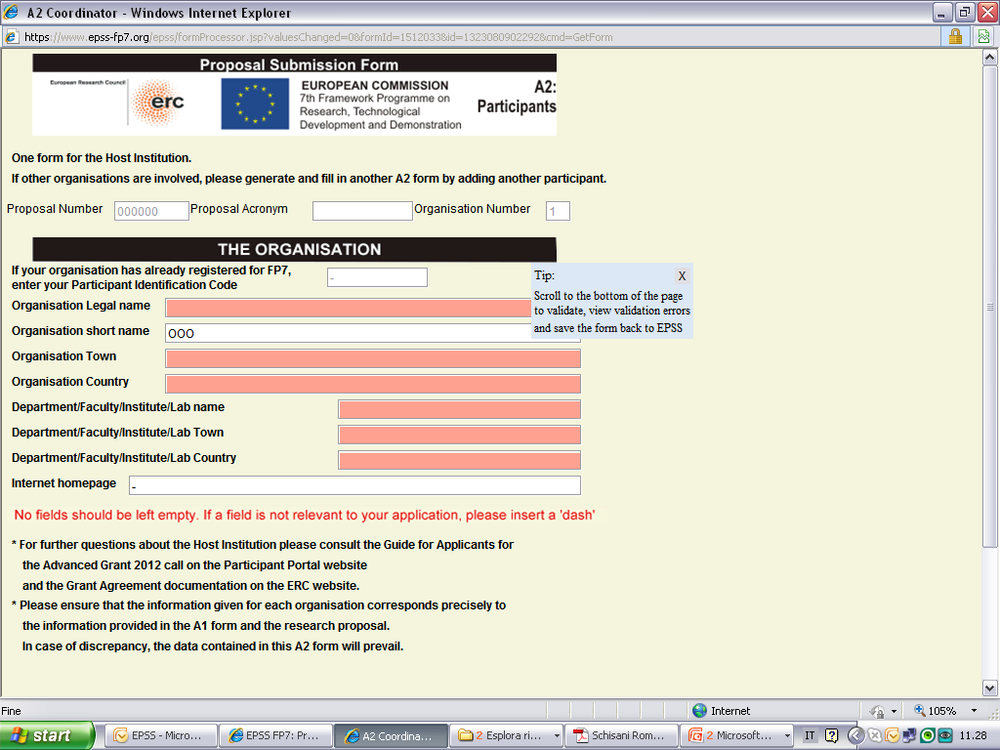 A2 Coordinator - Windows Internet Explorer
https://www.epss-fp7.org/epss/formProcessor.jsp?valuesChanged=0&formId=1512033&id=1323080902292&cmd=GetForm
Proposal Submission Form
European Research Council
erc
EUROPEAN COMMISSION
7th Framework Programme on
Research, Technological
Development and Demonstration
A2:
Participants
One form for the Host Institution.
If other organisations are involved, please generate and fill in another A2 form by adding another participant.
Proposal Number 000000 Proposal Acronym Organisation Number 1
THE ORGANISATION
If your organisation has already registered for FP7,
enter your Participant Identification Code -
Tip: X
Scroll to the bottom of the page
to validate, view validation errors
and save the form back to EPSS
Organisation Legal name
Organisation short name OOO
Organisation Town
Organisation Country
Department/Faculty/Institute/Lab name
Department/Faculty/Institute/Lab Town
Department/Faculty/Institute/Lab Country
Internet homepage -
No fields should be left empty. If a field is not relevant to your application, please insert a 'dash'
* For further questions about the Host Institution please consult the Guide for Applicants for
the Advanced Grant 2012 call on the Participant Portal website
and the Grant Agreement documentation on the ERC website.
* Please ensure that the information given for each organisation corresponds precisely to
the information provided in the A1 form and the research proposal.
In case of discrepancy, the data contained in this A2 form will prevail.
Fine Internet 105%
start EPSS - Micro... EPSS FP7: Pr... A2 Coordina... 2 Esplora ri... Schisani Rom... 2 Microsoft... IT 11.28